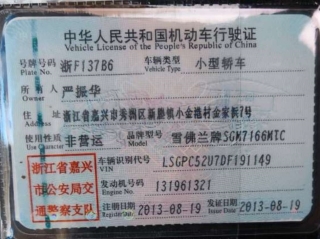 中华人民共和国机动车行驶证
Vehicle License of the People's Republic of China
号牌号码 浙F137B6 车辆类型 小型轿车
Plate No. Vehicle Type
所有人 严振华
Owner
住址 浙江省嘉兴市秀洲区新塍镇小金港村金家浜7号
Address
使用性质 非营运 品牌型号 雪佛兰牌SGM7166MTC
Use Character Model
浙江省嘉兴
市公安局交
通警察支队
车辆识别代号 LSGPC52U7DF191149
VIN
发动机号码 131961321
Engine No.
注册日期 2013-08-19 发证日期 2013-08-19
Register Date Issue Date